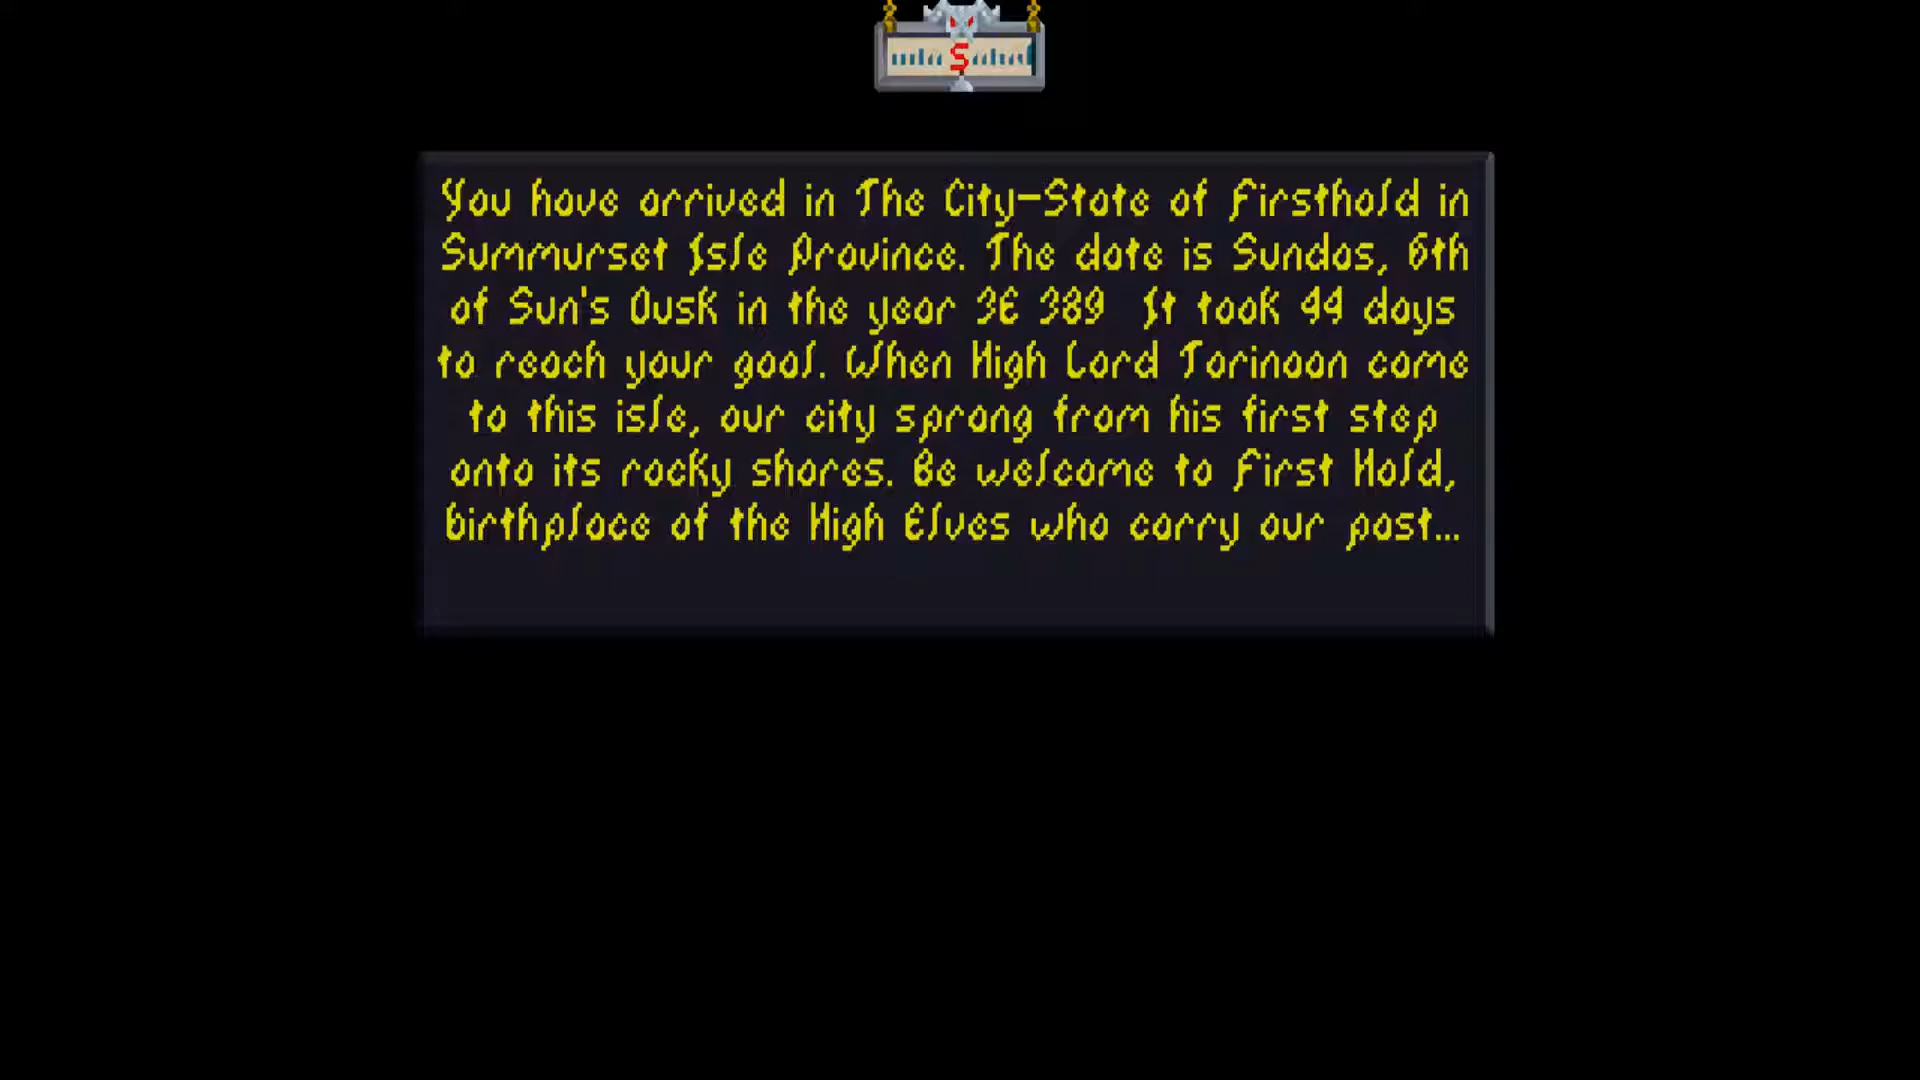 S
You have arrived in The City-State of Firsthold in
Summurset Isle Province. The date is Sundas, 6th
of Sun's Dusk in the year 3E 389 It took 44 days
to reach your goal. When High Lord Torinaan came
to this isle, our city sprang from his first step
onto its rocky shores. Be welcome to First Hold,
birthplace of the High Elves who carry our past...